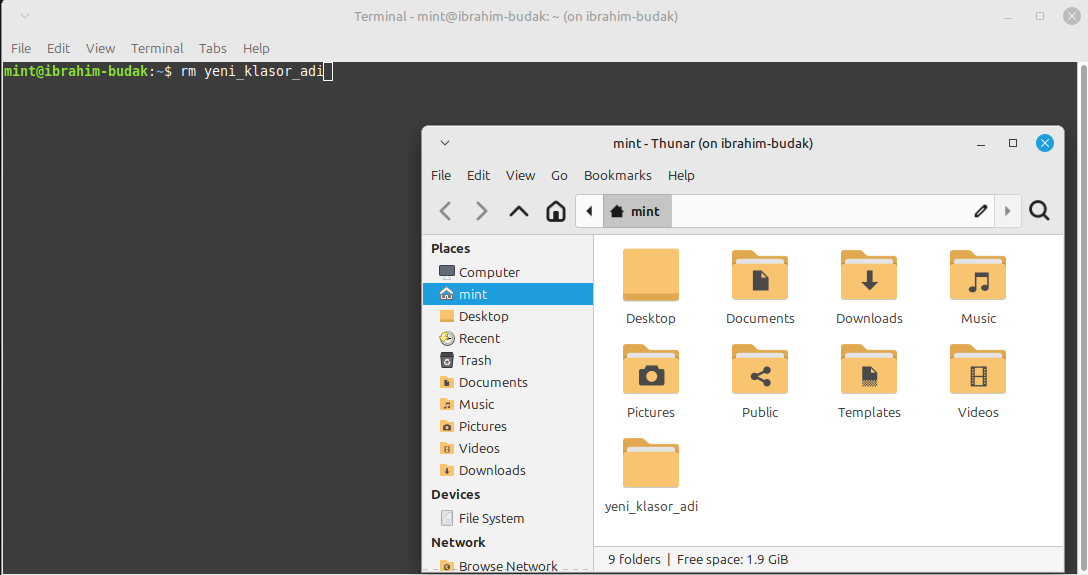 Terminal - mint@ibrahim-budak: ~ (on ibrahim-budak)
File Edit View Terminal Tabs Help
mint@ibrahim-budak:~$ rm yeni_klasor_adi
mint - Thunar (on ibrahim-budak)
File Edit View Go Bookmarks Help
mint
Places
Computer
mint
Desktop
Recent
Trash
Documents
Music
Pictures
Videos
Downloads
Devices
File System
Network
Browse Network
Desktop Documents Downloads Music
Pictures Public Templates Videos
yeni_klasor_adi
9 folders | Free space: 1.9 GiB